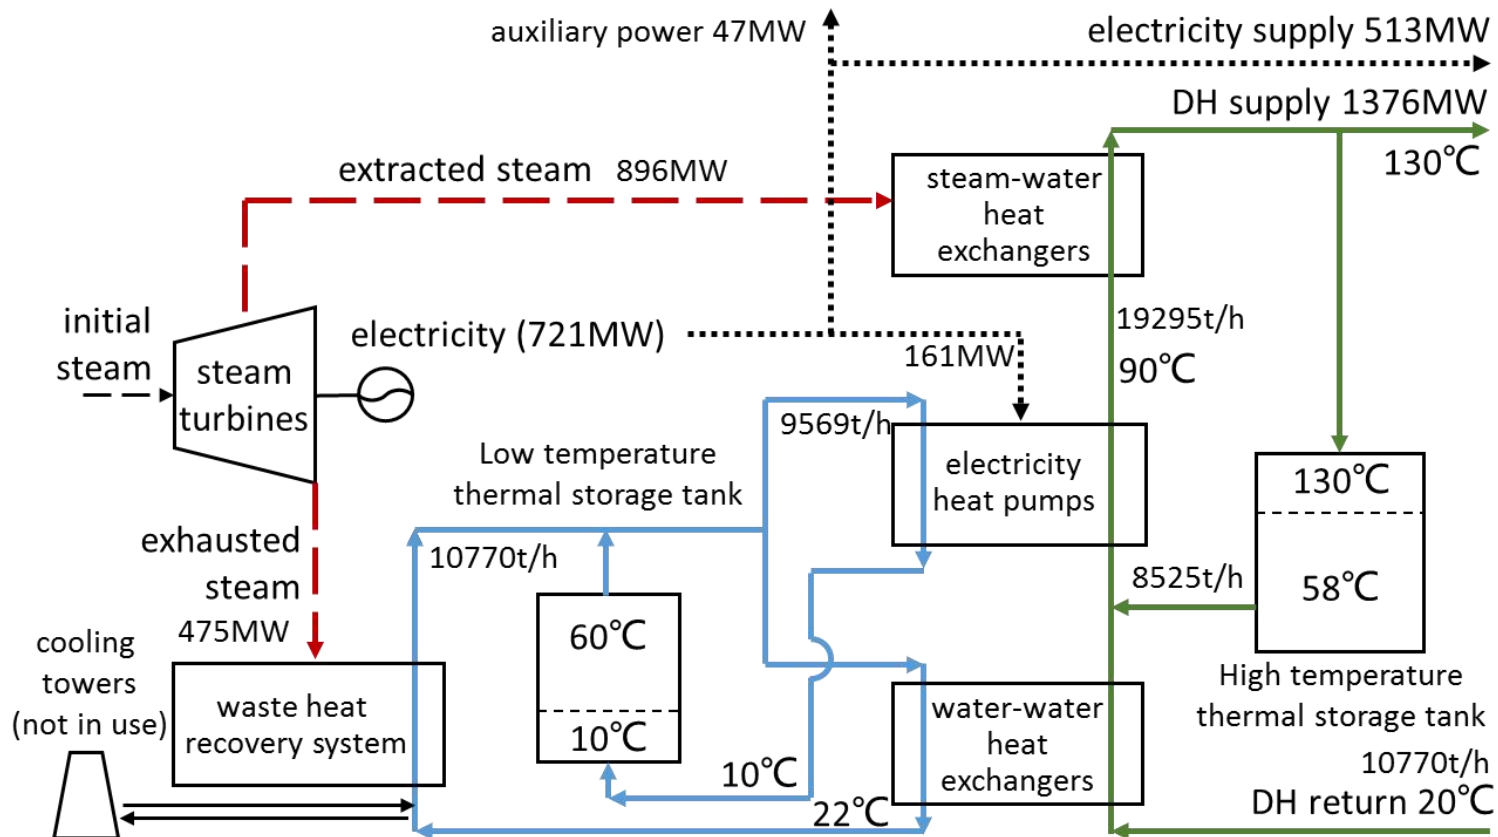 auxiliary power 47MW
electricity supply 513MW
DH supply 1376MW
130℃
extracted steam 896MW
steam-water
heat
exchangers
initial
steam
steam
turbines
electricity (721MW)
161MW
19295t/h
90℃
9569t/h
electricity
heat pumps
Low temperature
thermal storage tank
130℃
58℃
8525t/h
exhausted
steam
475MW
10770t/h
60℃
10℃
cooling
towers
(not in use)
waste heat
recovery system
10℃
22℃
water-water
heat
exchangers
High temperature
thermal storage tank
10770t/h
DH return 20℃